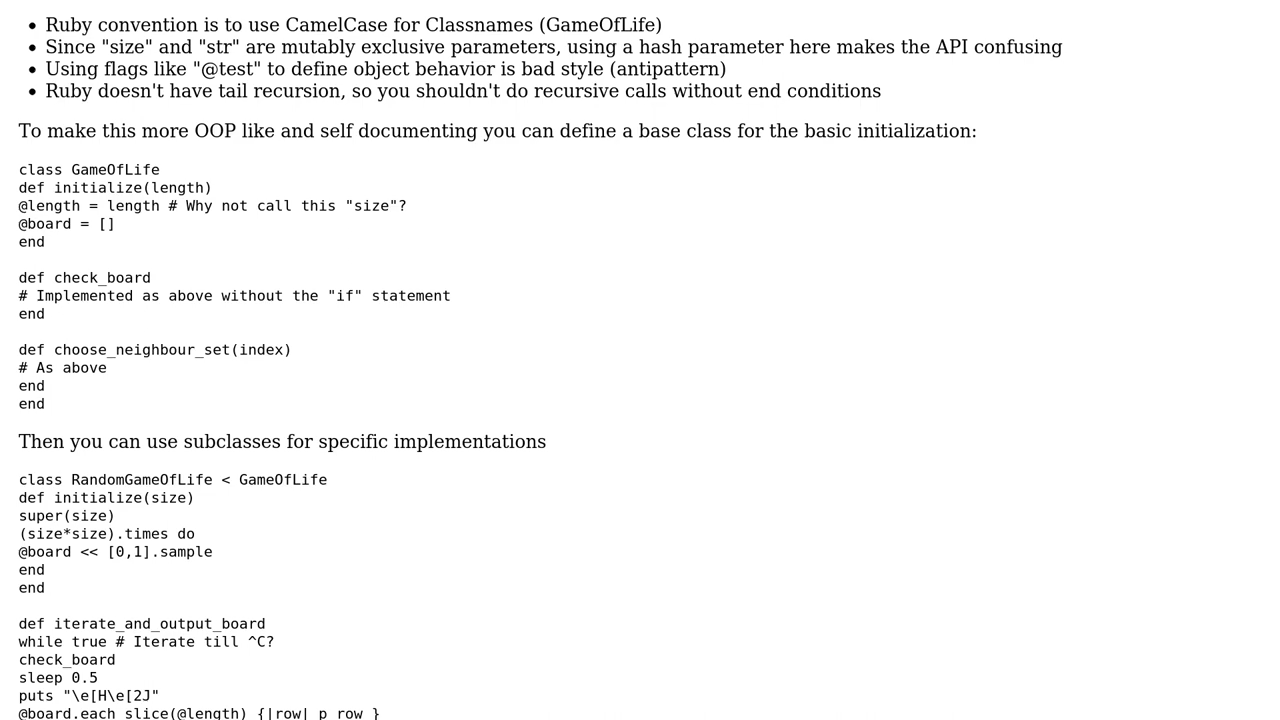 Ruby convention is to use CamelCase for Classnames (GameOfLife)
Since "size" and "str" are mutably exclusive parameters, using a hash parameter here makes the API confusing
Using flags like "@test" to define object behavior is bad style (antipattern)
Ruby doesn't have tail recursion, so you shouldn't do recursive calls without end conditions
To make this more OOP like and self documenting you can define a base class for the basic initialization:
class GameOfLife
def initialize(length)
@length = length # Why not call this "size"?
@board = []
end
def check_board
# Implemented as above without the "if" statement
end
def choose_neighbour_set(index)
# As above
end
end
Then you can use subclasses for specific implementations
class RandomGameOfLife < GameOfLife
def initialize(size)
super(size)
(size*size).times do
@board << [0,1].sample
end
end
def iterate_and_output_board
while true # Iterate till ^C?
check_board
sleep 0.5
puts "\e[H\e[2J"
@board.each_slice(@length) {|row| p row }